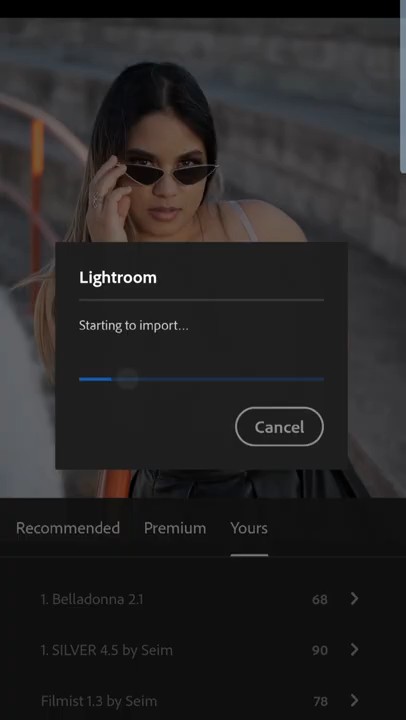 Lightroom
Starting to import...
Cancel
Recommended Premium Yours
1. Belladonna 2.1 68
1. SILVER 4.5 by Seim 90
Filmist 1.3 by Seim 78